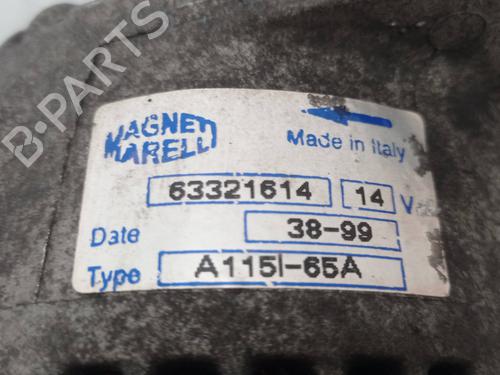 MAGNETI
MARELLI
Made in Italy
63321614 14 V
Date 38-99
Type A115I-65A
B-PARTS